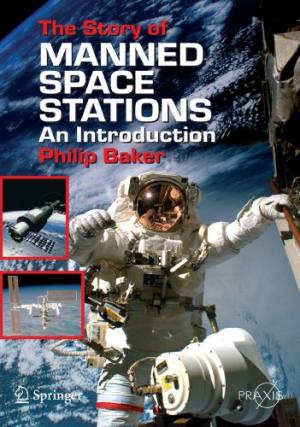 The Story of
MANNED
SPACE
STATIONS
An Introduction
Philip Baker
Springer
PRAXIS